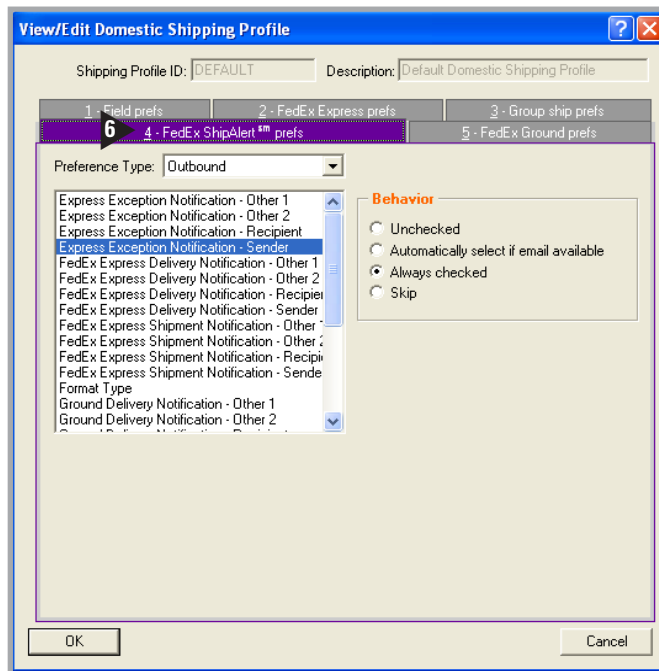 View/Edit Domestic Shipping Profile
Shipping Profile ID: DEFAULT Description: Default Domestic Shipping Profile
1 - Field prefs 2 - FedEx Express prefs 3 - Group ship prefs
6 4 - FedEx ShipAlert℠ prefs 5 - FedEx Ground prefs
Preference Type: Outbound
Express Exception Notification - Other 1
Express Exception Notification - Other 2
Express Exception Notification - Recipient
Express Exception Notification - Sender
FedEx Express Delivery Notification - Other 1
FedEx Express Delivery Notification - Other 2
FedEx Express Delivery Notification - Recipien
FedEx Express Delivery Notification - Sender
FedEx Express Shipment Notification - Other
FedEx Express Shipment Notification - Other 2
FedEx Express Shipment Notification - Recipi
FedEx Express Shipment Notification - Sende
Format Type
Ground Delivery Notification - Other 1
Ground Delivery Notification - Other 2
Behavior
Unchecked
Automatically select if email available
Always checked
Skip
OK Cancel